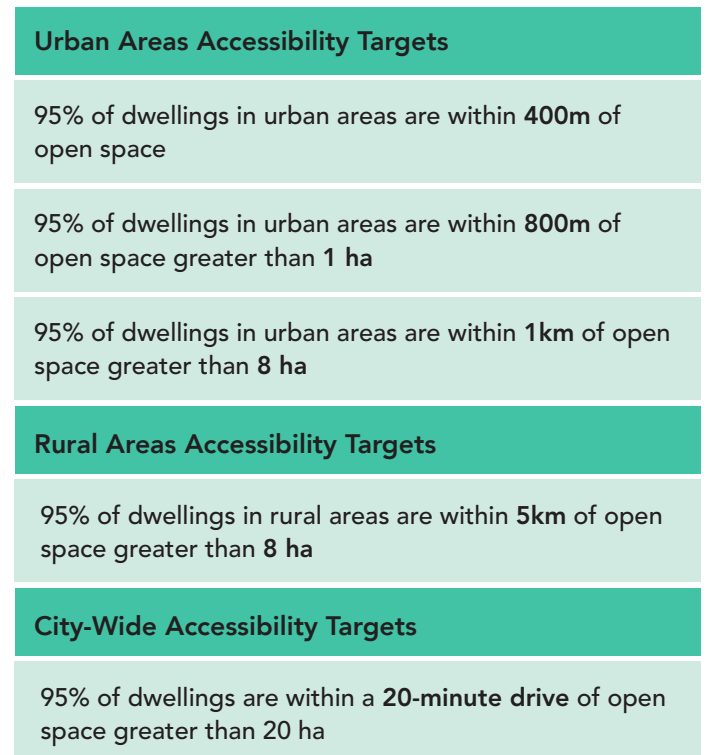 Urban Areas Accessibility Targets
95% of dwellings in urban areas are within 400m of
open space
95% of dwellings in urban areas are within 800m of
open space greater than 1 ha
95% of dwellings in urban areas are within 1km of open
space greater than 8 ha
Rural Areas Accessibility Targets
95% of dwellings in rural areas are within 5km of open
space greater than 8 ha
City-Wide Accessibility Targets
95% of dwellings are within a 20-minute drive of open
space greater than 20 ha